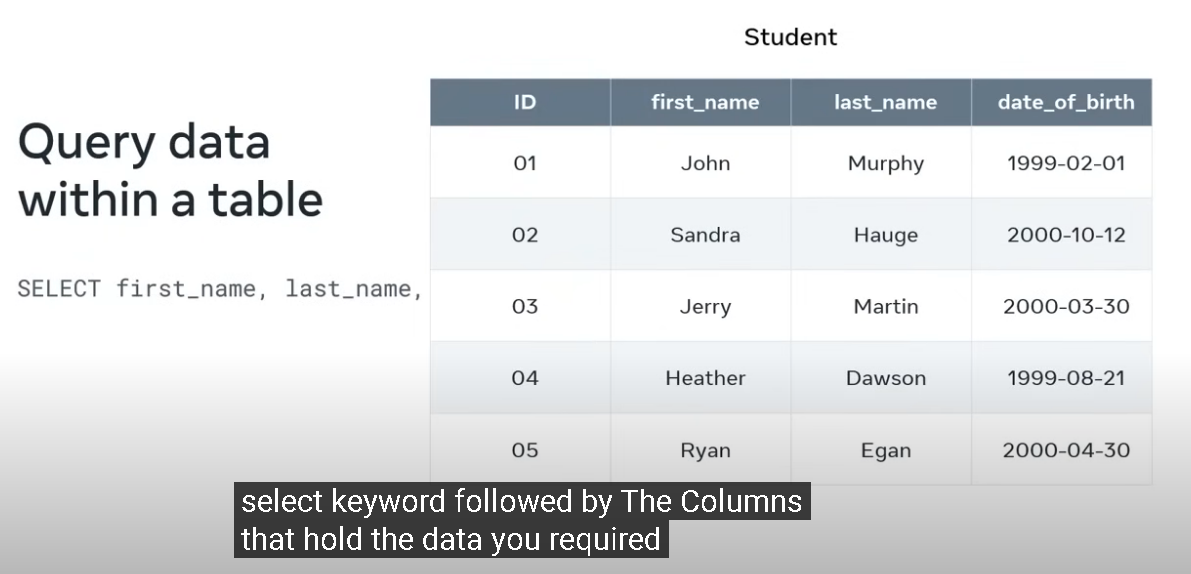 Student
Query data
within a table
SELECT first_name, last_name,
ID first_name last_name date_of_birth
01 John Murphy 1999-02-01
02 Sandra Hauge 2000-10-12
03 Jerry Martin 2000-03-30
04 Heather Dawson 1999-08-21
05 Ryan Egan 2000-04-30
select keyword followed by The Columns
that hold the data you required